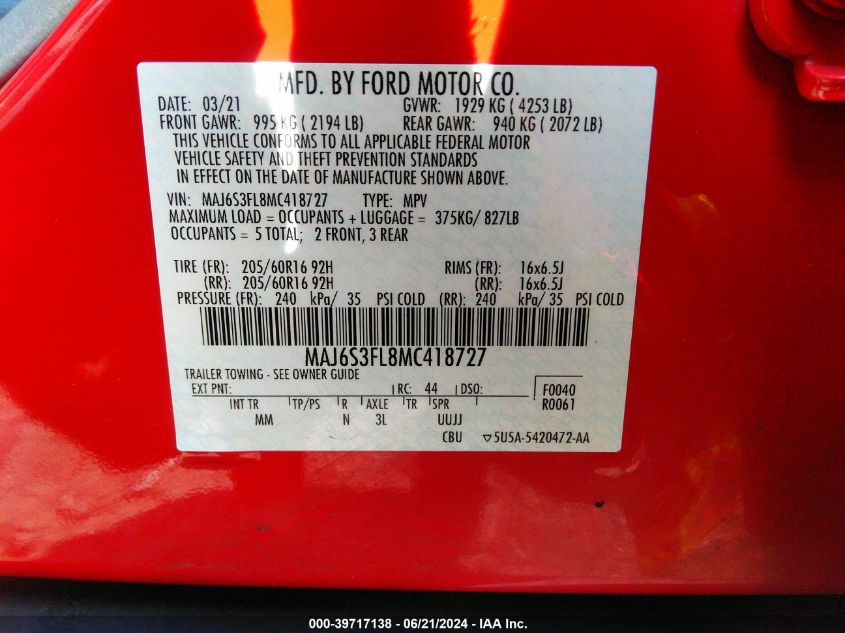 MFD. BY FORD MOTOR CO.
DATE: 03/21 GVWR: 1929 KG ( 4253 LB)
FRONT GAWR: 995 KG ( 2194 LB) REAR GAWR: 940 KG ( 2072 LB)
THIS VEHICLE CONFORMS TO ALL APPLICABLE FEDERAL MOTOR
VEHICLE SAFETY AND THEFT PREVENTION STANDARDS
IN EFFECT ON THE DATE OF MANUFACTURE SHOWN ABOVE.
VIN: MAJ6S3FL8MC418727 TYPE: MPV
MAXIMUM LOAD = OCCUPANTS + LUGGAGE = 375KG/ 827LB
OCCUPANTS = 5 TOTAL; 2 FRONT, 3 REAR
TIRE (FR): 205/60R16 92H RIMS (FR): 16x6.5J
(RR): 205/60R16 92H (RR): 16x6.5J
PRESSURE (FR): 240 kPa/ 35 PSI COLD (RR): 240 kPa/ 35 PSI COLD
MAJ6S3FL8MC418727
TRAILER TOWING - SEE OWNER GUIDE
EXT PNT: RC: 44 DSO: F0040
INT TR TP/PS R AXLE TR SPR R0061
MM N 3L UUJJ
CBU ▽5U5A-5420472-AA
000-39717138 - 06/21/2024 - IAA Inc.